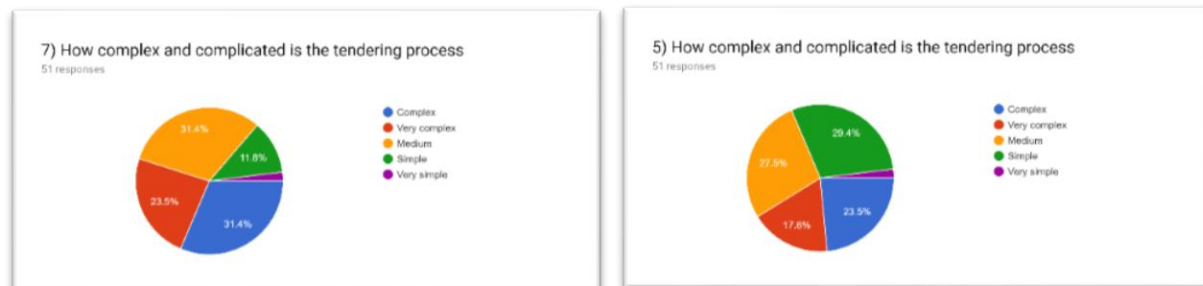 7) How complex and complicated is the tendering process
51 responses
31.4%
11.8%
23.5%
31.4%
Complex
Very complex
Medium
Simple
Very simple
5) How complex and complicated is the tendering process
51 responses
29.4%
27.5%
17.6%
23.5%
Complex
Very complex
Medium
Simple
Very simple